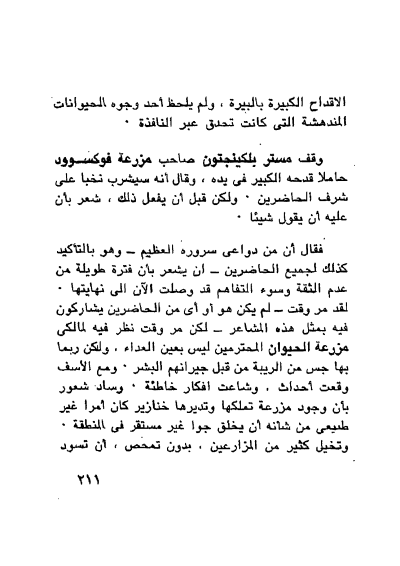 الاقداح الكبيرة بالبيرة ، ولم يلحظ أحد وجوه الحيوانات
المندهشة التى كانت تحدق عبر النافذة ٠
وقف مستر بلكينجتون صاحب مزرعة فوكســوود
حاملا قدحه الكبير فى يده ، وقال أنه سيشرب نخبا على
شرف الحاضرين ٠ ولكن قبل أن يفعل ذلك ، شعر بأن
عليه أن يقول شيئا ٠
فقال أن من دواعى سروره العظيم – وهو بالتأكيد
كذلك لجميع الحاضرين – ان يشعر بأن فترة طويلة من
عدم الثقة وسوء التفاهم قد وصلت الآن الى نهايتها ٠
لقد مر وقت – لم يكن هو أو أى من الحاضرين يشاركون
فيه بمثل هذه المشاعر – لكن مر وقت نظر فيه لمالكى
مزرعة الحيوان المحترمين ليس بعين العداء ، ولكن ربما
بها جس من الريبة من قبل جيرانهم البشر ٠ ومع الأسف
وقعت أحداث ، وشاعت افكار خاطئة ٠ وساد شعور
بأن وجود مزرعة تملكها وتديرها خنازير كان أمرا غير
طبيعى من شانه أن يخلق جوا غير مستقر فى المنطقة ٠
وتخيل كثير من المزارعين ، بدون تمحص ، أن تسود
٢١١